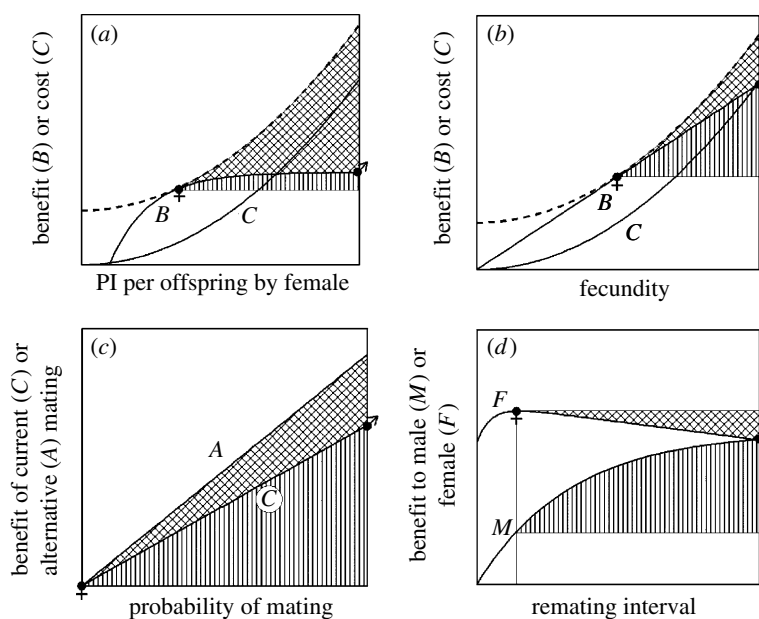 (a)
benefit (B) or cost (C)
B
C
PI per offspring by female
(b)
benefit (B) or cost (C)
B
C
fecundity
(c)
benefit of current (C) or
alternative (A) mating
A
C
probability of mating
(d)
benefit to male (M) or
female (F)
F
M
remating interval